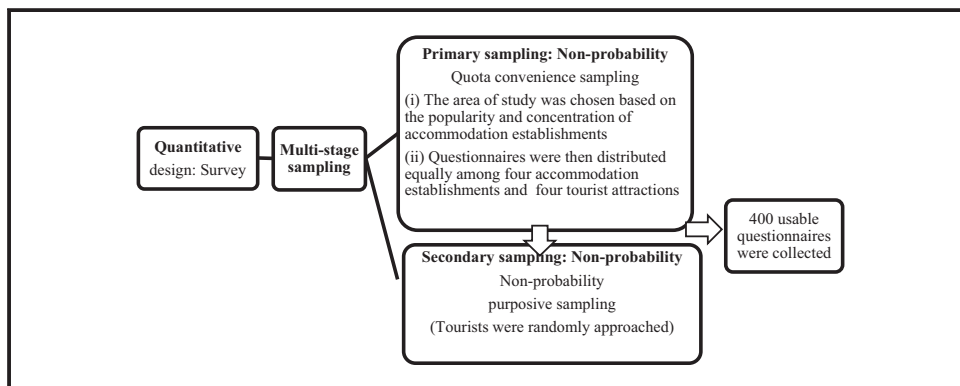 Quantitative
design: Survey
Multi-stage
sampling
Primary sampling: Non-probability
Quota convenience sampling
(i) The area of study was chosen based on
the popularity and concentration of
accommodation establishments
(ii) Questionnaires were then distributed
equally among four accommodation
establishments and four tourist attractions
Secondary sampling: Non-probability
Non-probability
purposive sampling
(Tourists were randomly approached)
400 usable
questionnaires
were collected